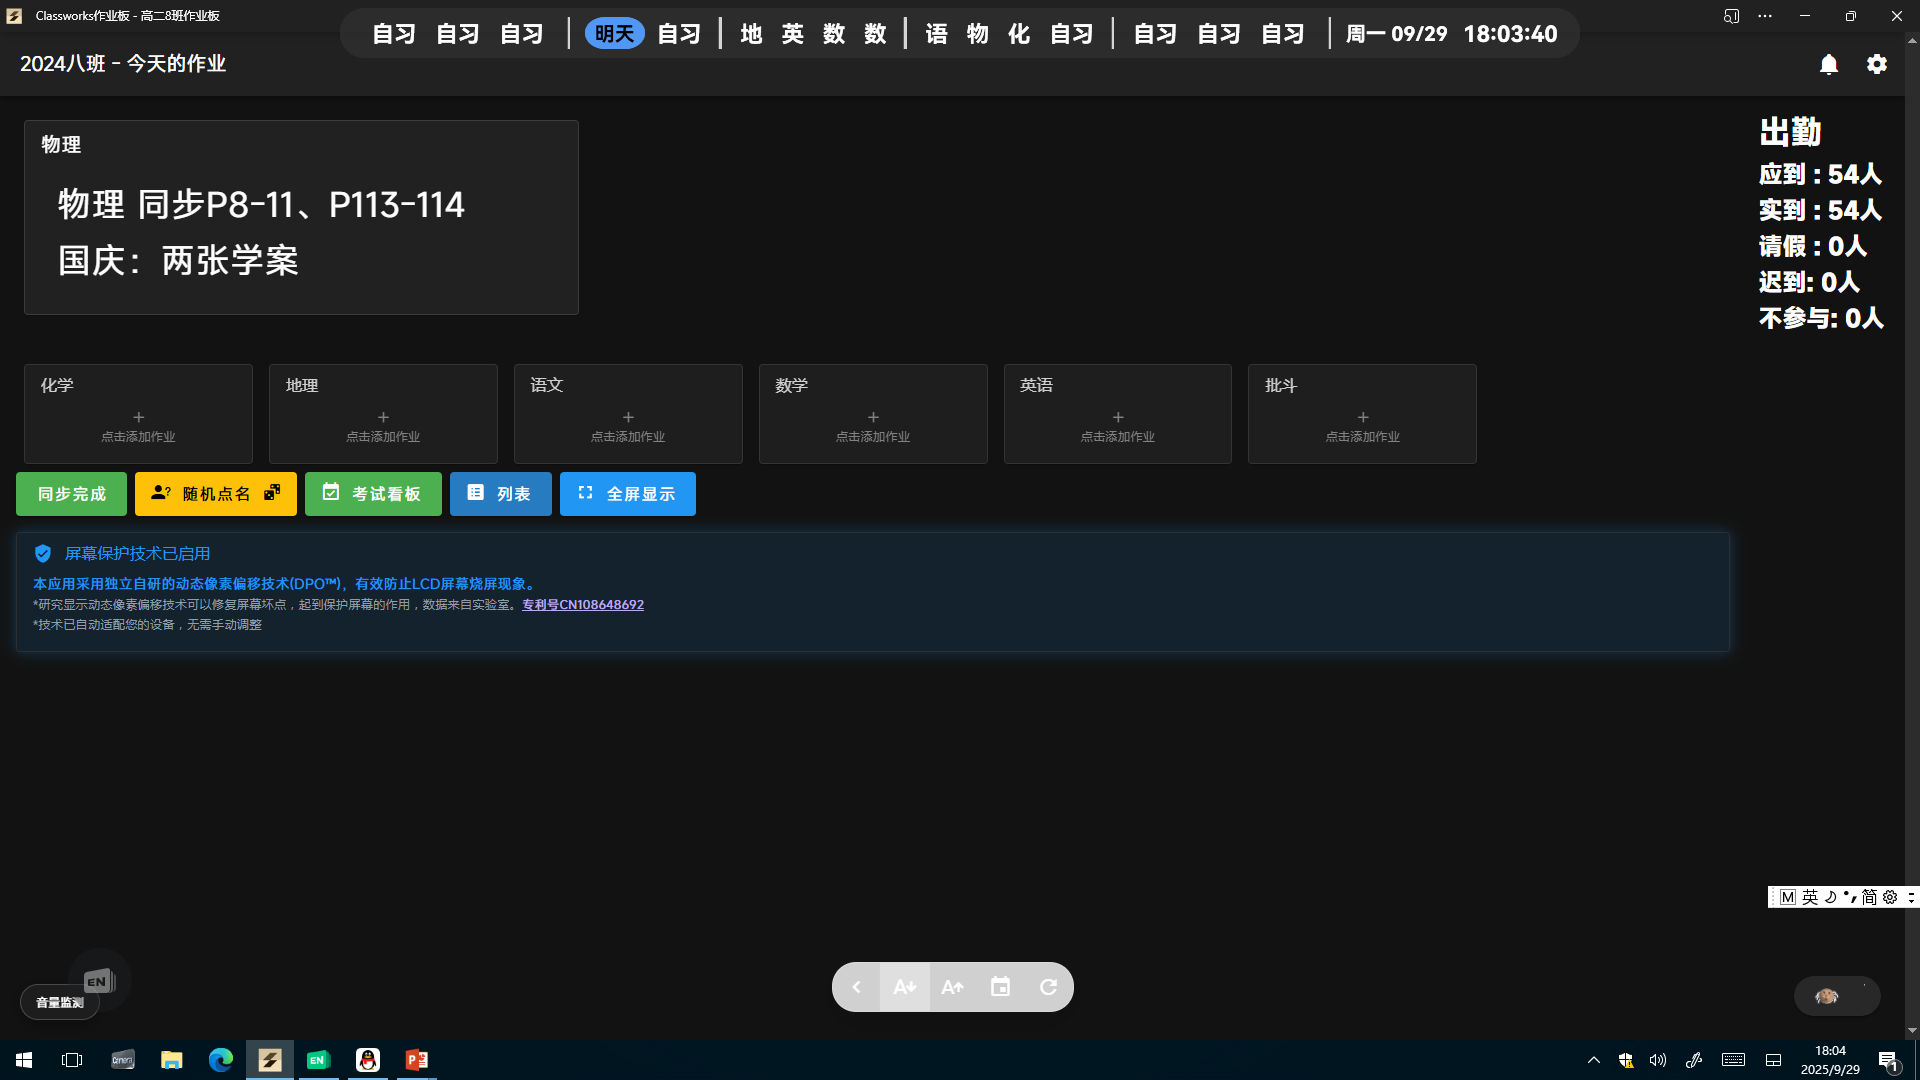 Classworks作业板 - 高二8班作业板
自习 自习 自习 明天 自习 地 英 数 数 语 物 化 自习 自习 自习 自习 周一 09/29 18:03:40
2024八班 - 今天的作业
物理
物理 同步P8-11、P113-114
国庆：两张学案
出勤
应到 : 54人
实到 : 54人
请假 : 0人
迟到: 0人
不参与: 0人
化学
点击添加作业
地理
点击添加作业
语文
点击添加作业
数学
点击添加作业
英语
点击添加作业
批斗
点击添加作业
同步完成
随机点名
考试看板
列表
全屏显示
屏幕保护技术已启用
本应用采用独立自研的动态像素偏移技术(DPO™)，有效防止LCD屏幕烧屏现象。
*研究显示动态像素偏移技术可以修复屏幕坏点，起到保护屏幕的作用，数据来自实验室。专利号CN108648692
*技术已自动适配您的设备，无需手动调整
M 英 简
EN
音量监测
A A
EN
18:04
2025/9/29
1